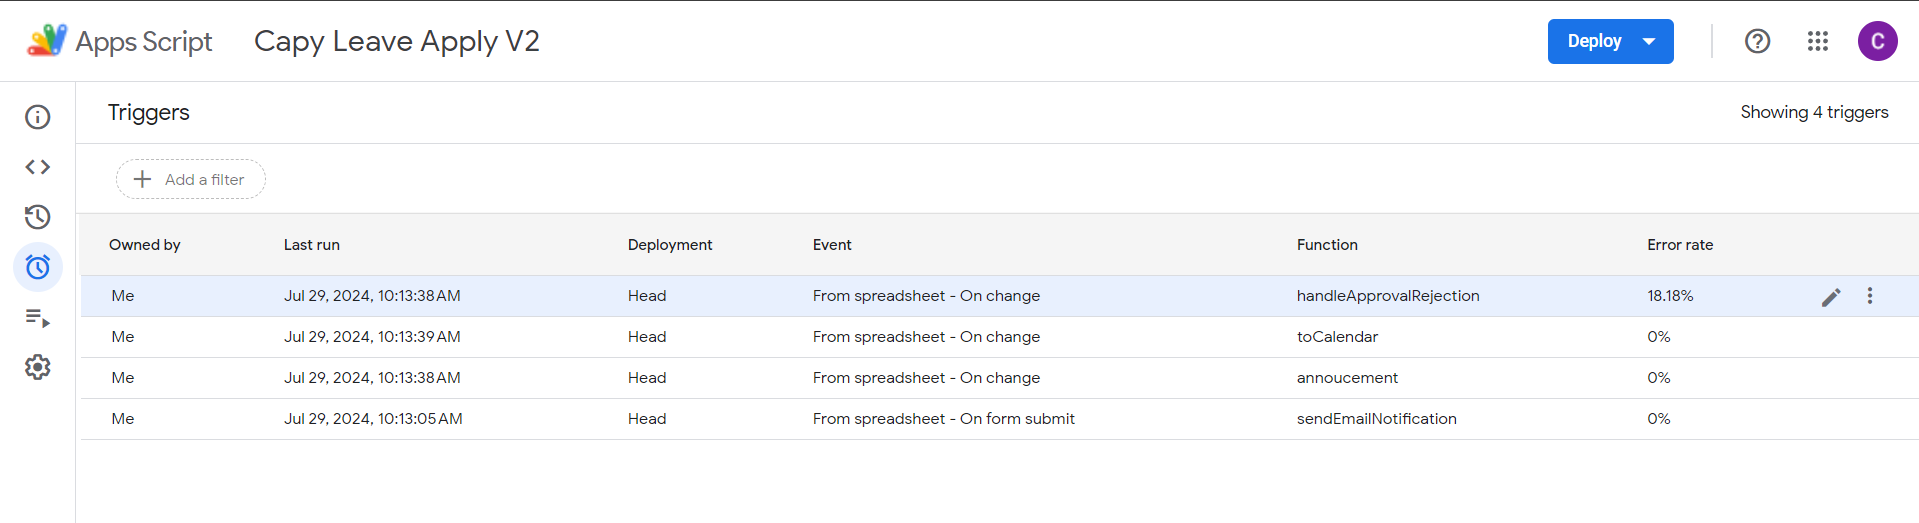 Apps Script Capy Leave Apply V2 Deploy C
Triggers Showing 4 triggers
Add a filter
Owned by Last run Deployment Event Function Error rate
Me Jul 29, 2024, 10:13:38 AM Head From spreadsheet - On change handleApprovalRejection 18.18%
Me Jul 29, 2024, 10:13:39 AM Head From spreadsheet - On change toCalendar 0%
Me Jul 29, 2024, 10:13:38 AM Head From spreadsheet - On change annoucement 0%
Me Jul 29, 2024, 10:13:05 AM Head From spreadsheet - On form submit sendEmailNotification 0%